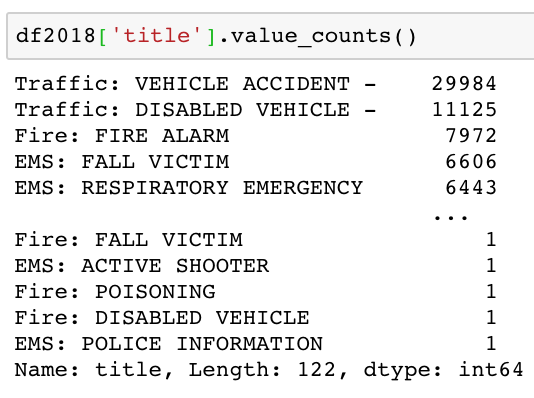 df2018['title'].value_counts()
Traffic: VEHICLE ACCIDENT -    29984
Traffic: DISABLED VEHICLE -    11125
Fire: FIRE ALARM                7972
EMS: FALL VICTIM                6606
EMS: RESPIRATORY EMERGENCY      6443
                               ...
Fire: FALL VICTIM                  1
EMS: ACTIVE SHOOTER                1
Fire: POISONING                    1
Fire: DISABLED VEHICLE             1
EMS: POLICE INFORMATION            1
Name: title, Length: 122, dtype: int64